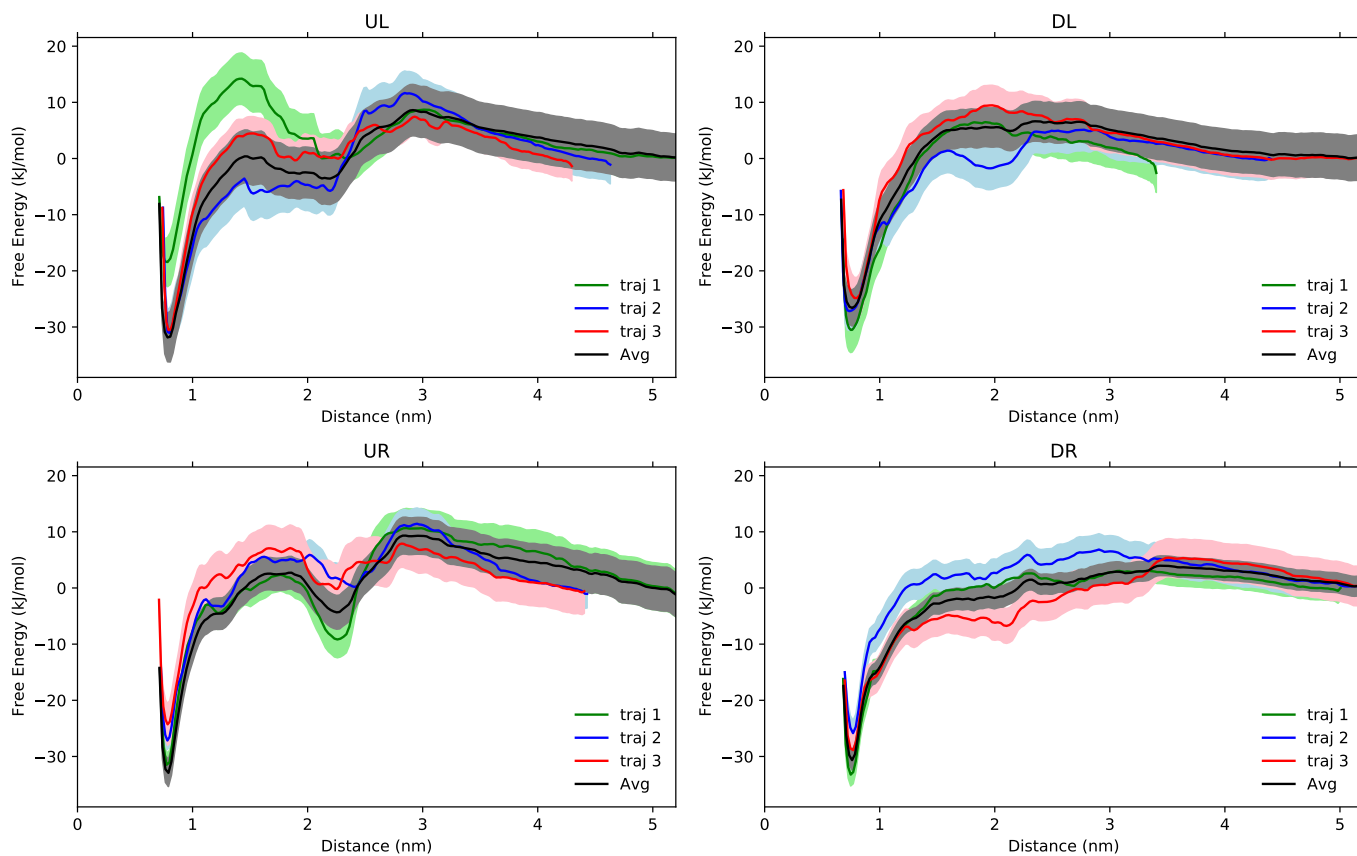 UL
20
10
0
−10
−20
−30
Free Energy (kJ/mol)
traj 1
traj 2
traj 3
Avg
0 1 2 3 4 5
Distance (nm)
DL
20
10
0
−10
−20
−30
Free Energy (kJ/mol)
traj 1
traj 2
traj 3
Avg
0 1 2 3 4 5
Distance (nm)
UR
20
10
0
−10
−20
−30
Free Energy (kJ/mol)
traj 1
traj 2
traj 3
Avg
0 1 2 3 4 5
Distance (nm)
DR
20
10
0
−10
−20
−30
Free Energy (kJ/mol)
traj 1
traj 2
traj 3
Avg
0 1 2 3 4 5
Distance (nm)